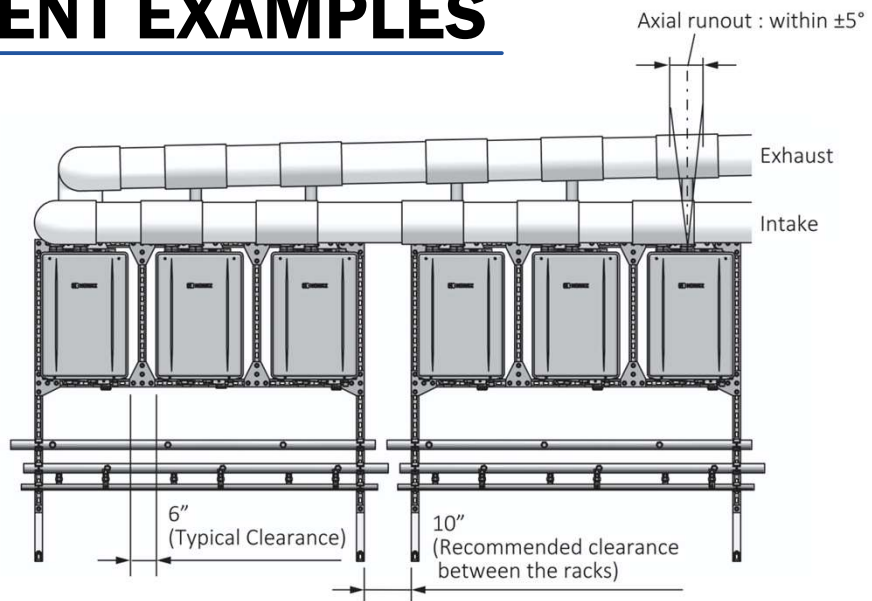 ENT EXAMPLES
Axial runout : within ±5°
Exhaust
Intake
6”
(Typical Clearance)
10”
(Recommended clearance
between the racks)